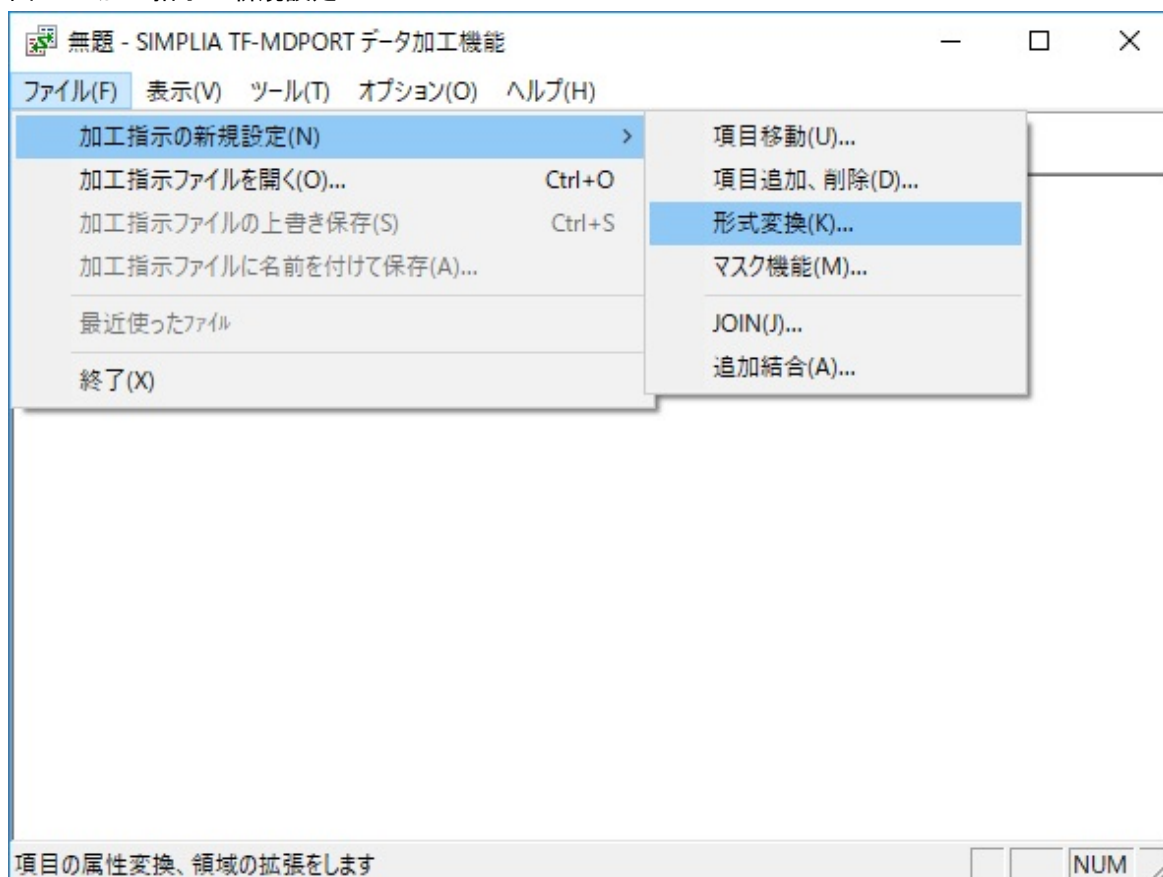 無題 - SIMPLIA TF-MDPORT データ加工機能
ファイル(F) 表示(V) ツール(T) オプション(O) ヘルプ(H)
加工指示の新規設定(N) >
加工指示ファイルを開く(O)... Ctrl+O
加工指示ファイルの上書き保存(S) Ctrl+S
加工指示ファイルに名前を付けて保存(A)...
最近使ったファイル
終了(X)
項目移動(U)...
項目追加、削除(D)...
形式変換(K)...
マスク機能(M)...
JOIN(J)...
追加結合(A)...
項目の属性変換、領域の拡張をします
NUM